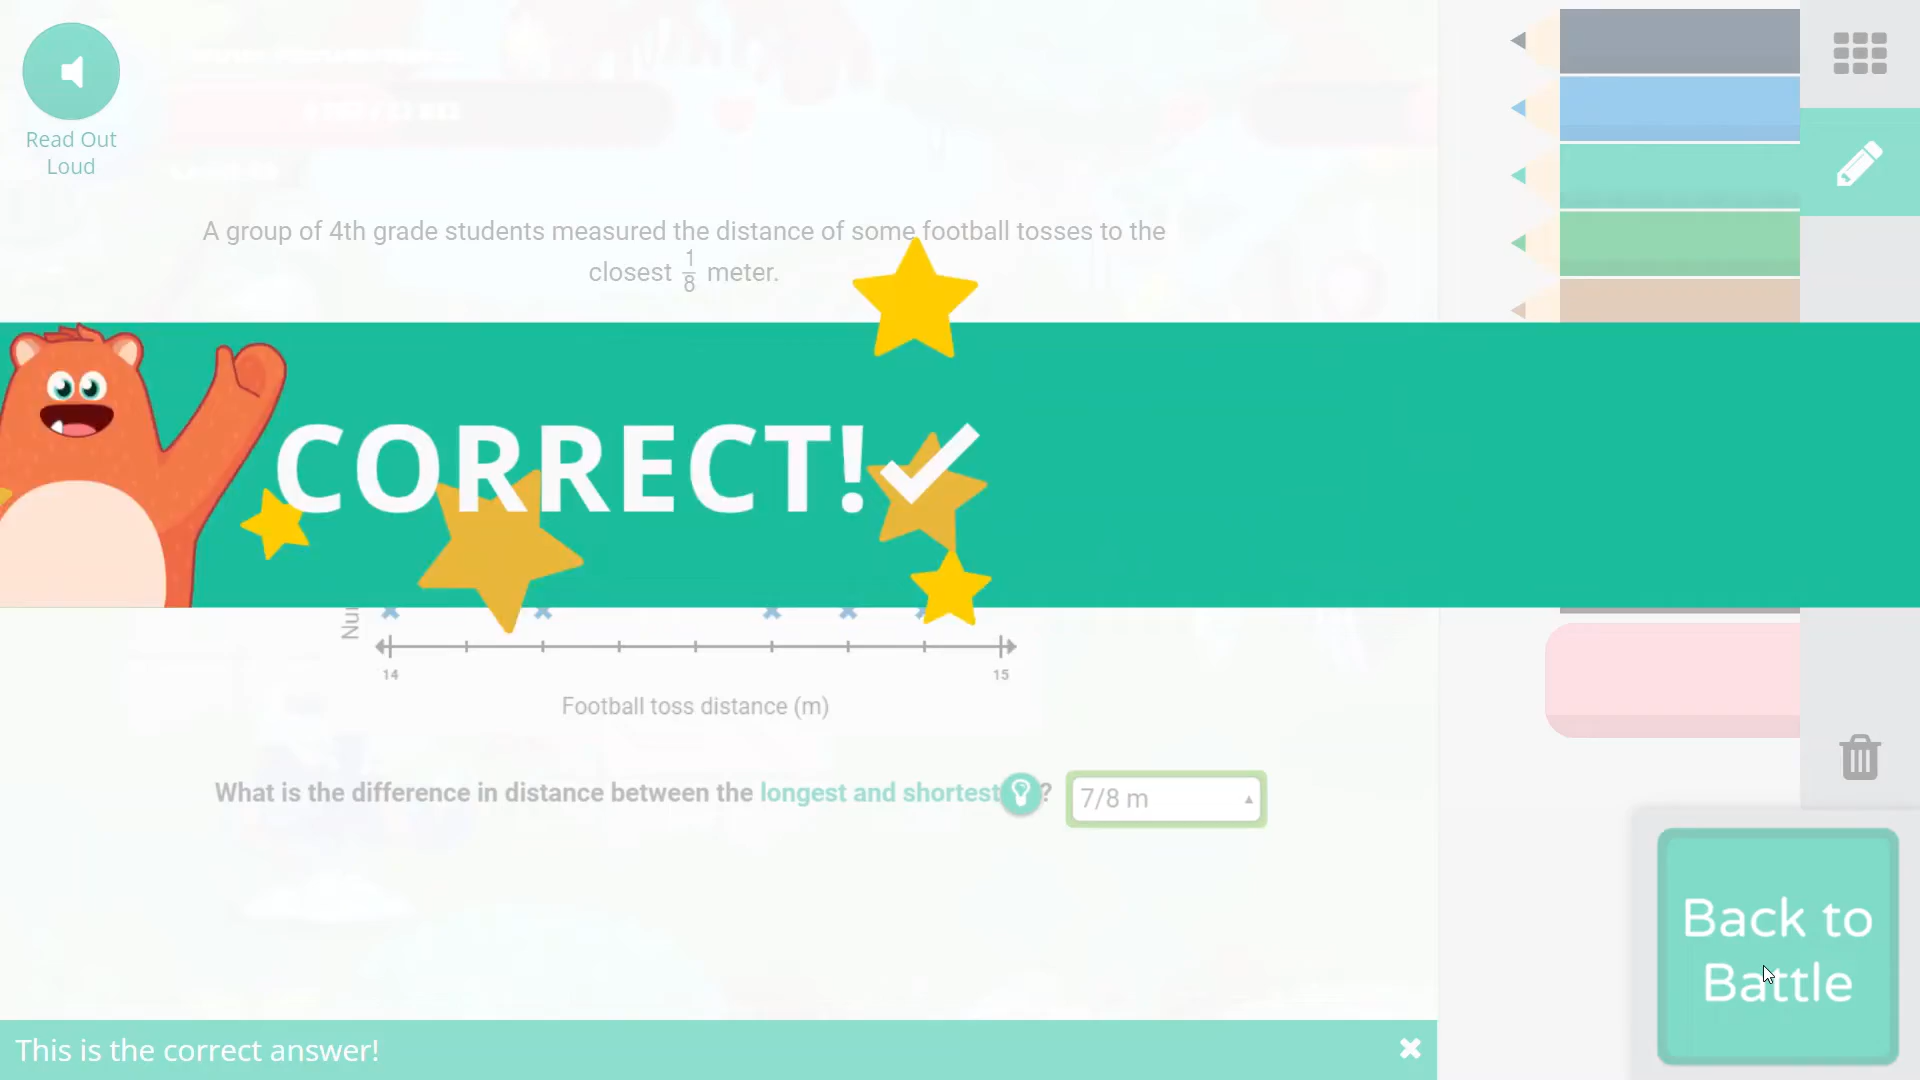 Read Out
Loud
A group of 4th grade students measured the distance of some football tosses to the
closest 1/8 meter.
CORRECT!
Nu
14
15
Football toss distance (m)
What is the difference in distance between the longest and shortest ?
7/8 m
Back to
Battle
This is the correct answer!